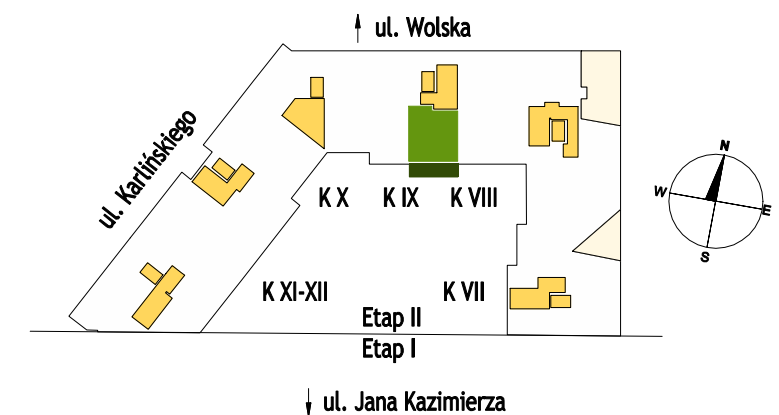 ul. Wolska
ul. Karlińskiego
N
W
E
S
K X
K IX
K VIII
K XI-XII
K VII
Etap II
Etap I
ul. Jana Kazimierza